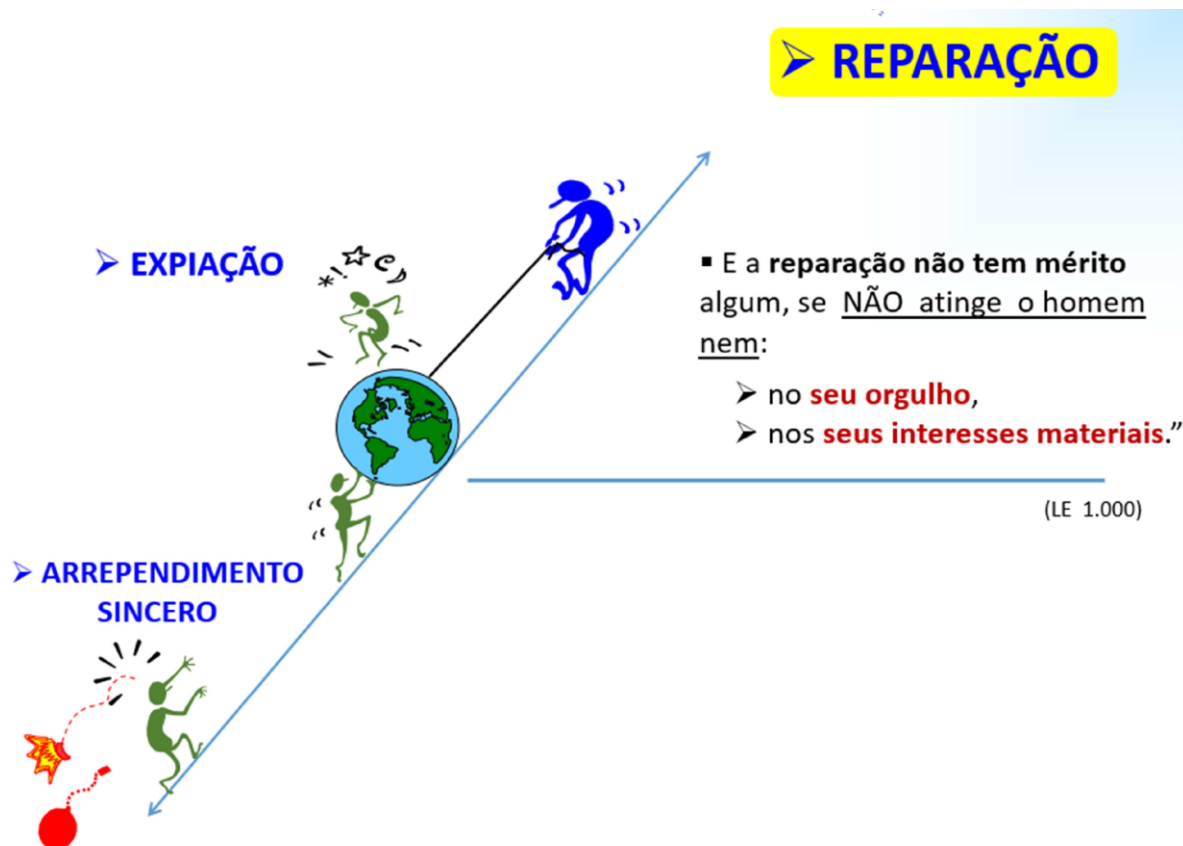 ➢ REPARAÇÃO
➢ EXPIAÇÃO
▪ E a reparação não tem mérito
algum, se NÃO atinge o homem
nem:
➢ no seu orgulho,
➢ nos seus interesses materiais.”
(LE 1.000)
➢ ARREPENDIMENTO
SINCERO